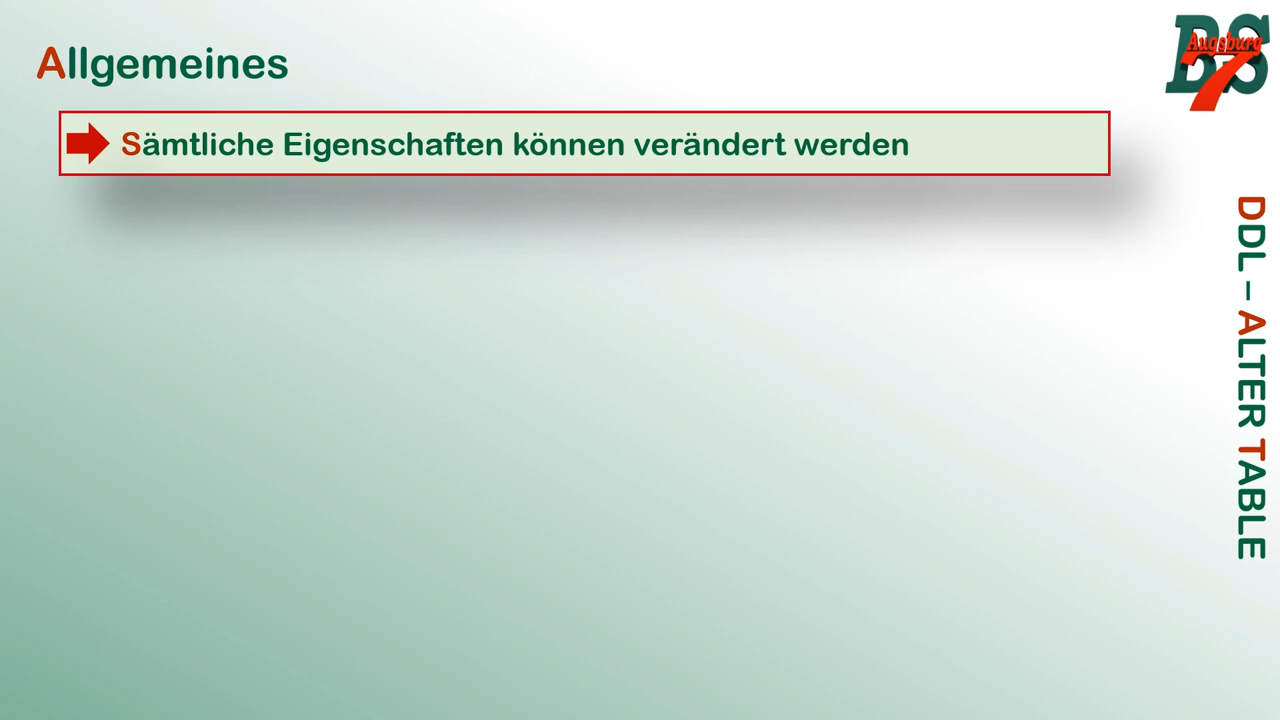 Allgemeines
BS
Augsburg
7
Sämtliche Eigenschaften können verändert werden
DDL – ALTER TABLE